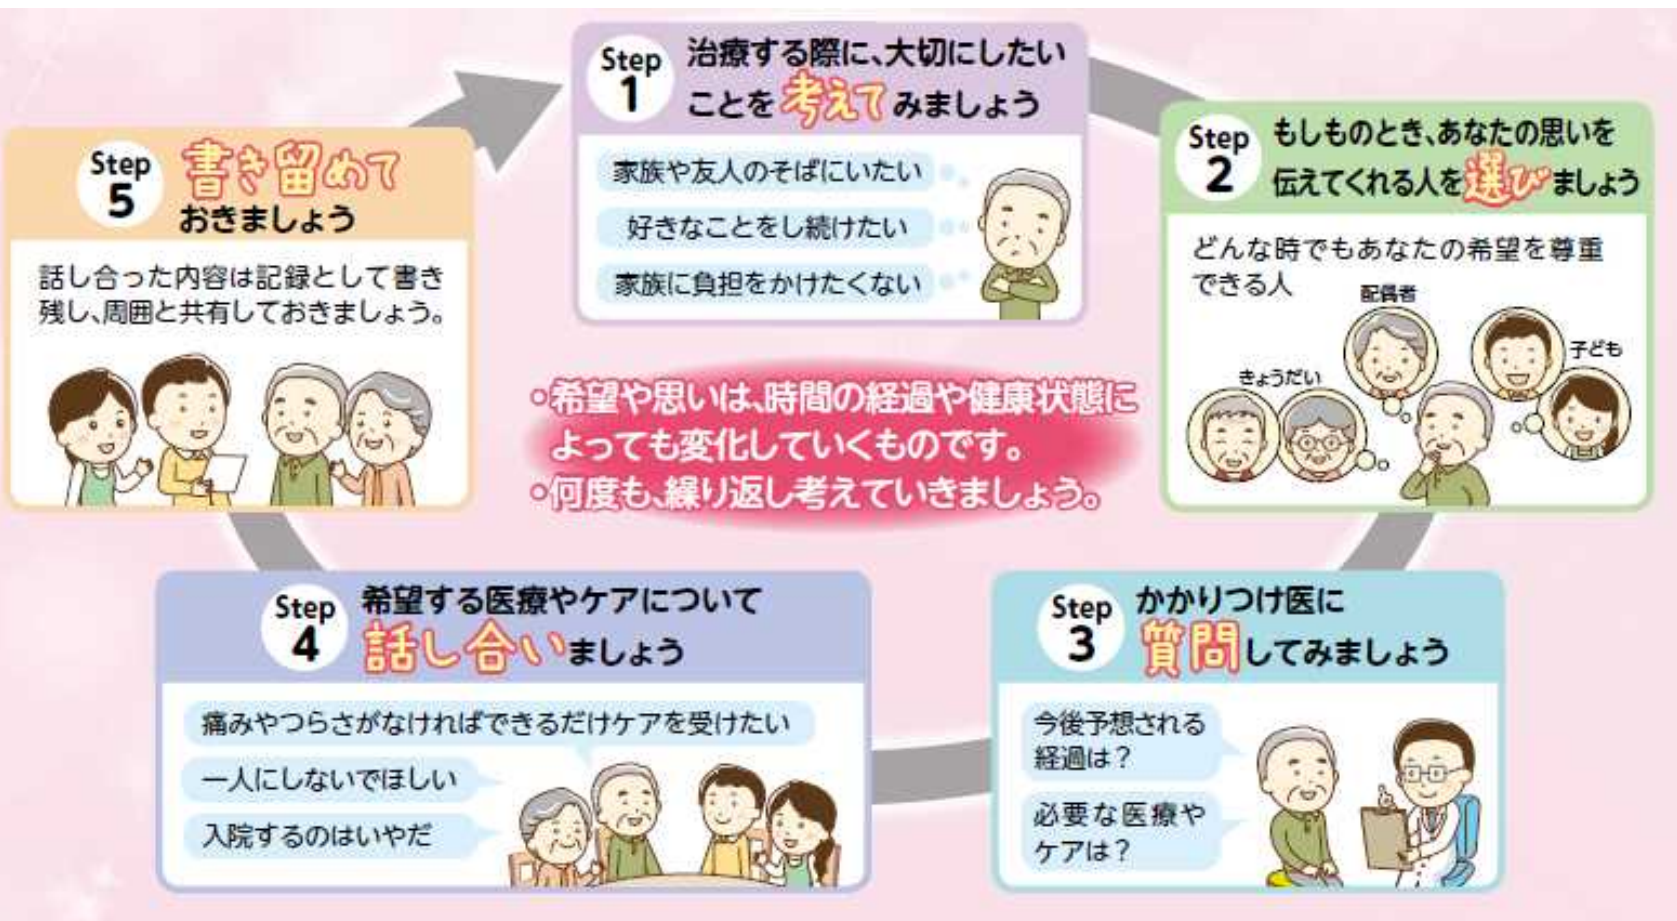 Step
1
治療する際に、大切にしたい
ことを考えてみましょう
家族や友人のそばにいたい
好きなことをし続けたい
家族に負担をかけたくない
Step
2
もしものとき、あなたの思いを
伝えてくれる人を選びましょう
どんな時でもあなたの希望を尊重
できる人
配偶者
子ども
きょうだい
Step
3
かかりつけ医に
質問してみましょう
今後予想される
経過は？
必要な医療や
ケアは？
Step
4
希望する医療やケアについて
話し合いましょう
痛みやつらさがなければできるだけケアを受けたい
一人にしないでほしい
入院するのはいやだ
Step
5
書き留めて
おきましょう
話し合った内容は記録として書き
残し、周囲と共有しておきましょう。
・希望や思いは、時間の経過や健康状態に
よっても変化していくものです。
・何度も、繰り返し考えていきましょう。